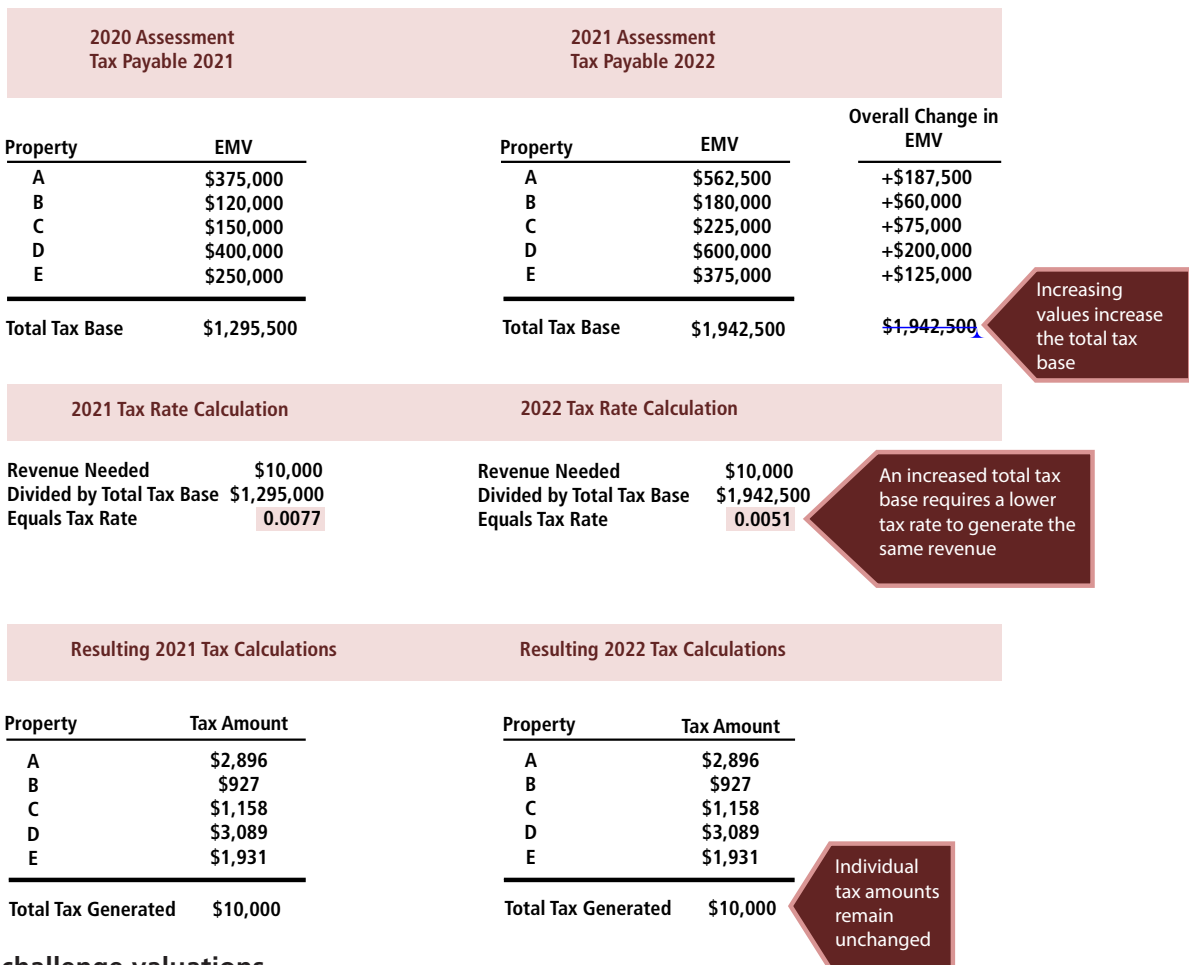 2020 Assessment
Tax Payable 2021
2021 Assessment
Tax Payable 2022
Property EMV
A $375,000
B $120,000
C $150,000
D $400,000
E $250,000
Total Tax Base $1,295,500
Property EMV
Overall Change in
EMV
A $562,500 +$187,500
B $180,000 +$60,000
C $225,000 +$75,000
D $600,000 +$200,000
E $375,000 +$125,000
Total Tax Base $1,942,500 $1,942,500
Increasing
values increase
the total tax
base
2021 Tax Rate Calculation
2022 Tax Rate Calculation
Revenue Needed $10,000
Divided by Total Tax Base $1,295,000
Equals Tax Rate 0.0077
Revenue Needed $10,000
Divided by Total Tax Base $1,942,500
Equals Tax Rate 0.0051
An increased total tax
base requires a lower
tax rate to generate the
same revenue
Resulting 2021 Tax Calculations
Resulting 2022 Tax Calculations
Property Tax Amount
A $2,896
B $927
C $1,158
D $3,089
E $1,931
Total Tax Generated $10,000
Property Tax Amount
A $2,896
B $927
C $1,158
D $3,089
E $1,931
Total Tax Generated $10,000
Individual
tax amounts
remain
unchanged
challenge valuations